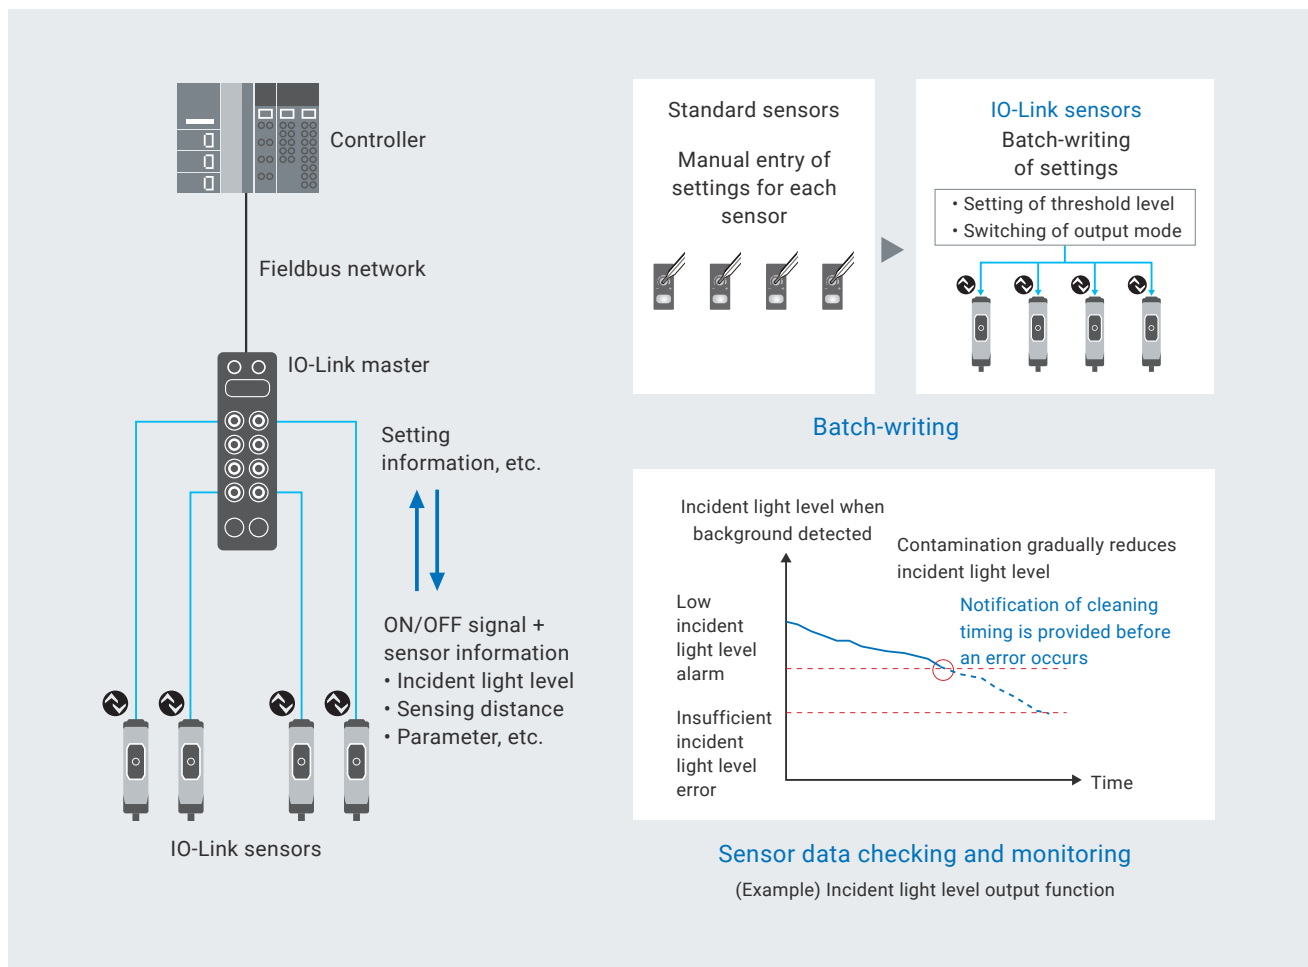 Controller
Fieldbus network
IO-Link master
Setting
information, etc.
ON/OFF signal +
sensor information
• Incident light level
• Sensing distance
• Parameter, etc.
IO-Link sensors
Standard sensors
Manual entry of
settings for each
sensor
IO-Link sensors
Batch-writing
of settings
• Setting of threshold level
• Switching of output mode
Batch-writing
Incident light level when
background detected
Contamination gradually reduces
incident light level
Notification of cleaning
timing is provided before
an error occurs
Low
incident
light level
alarm
Insufficient
incident
light level
error
Time
Sensor data checking and monitoring
(Example) Incident light level output function